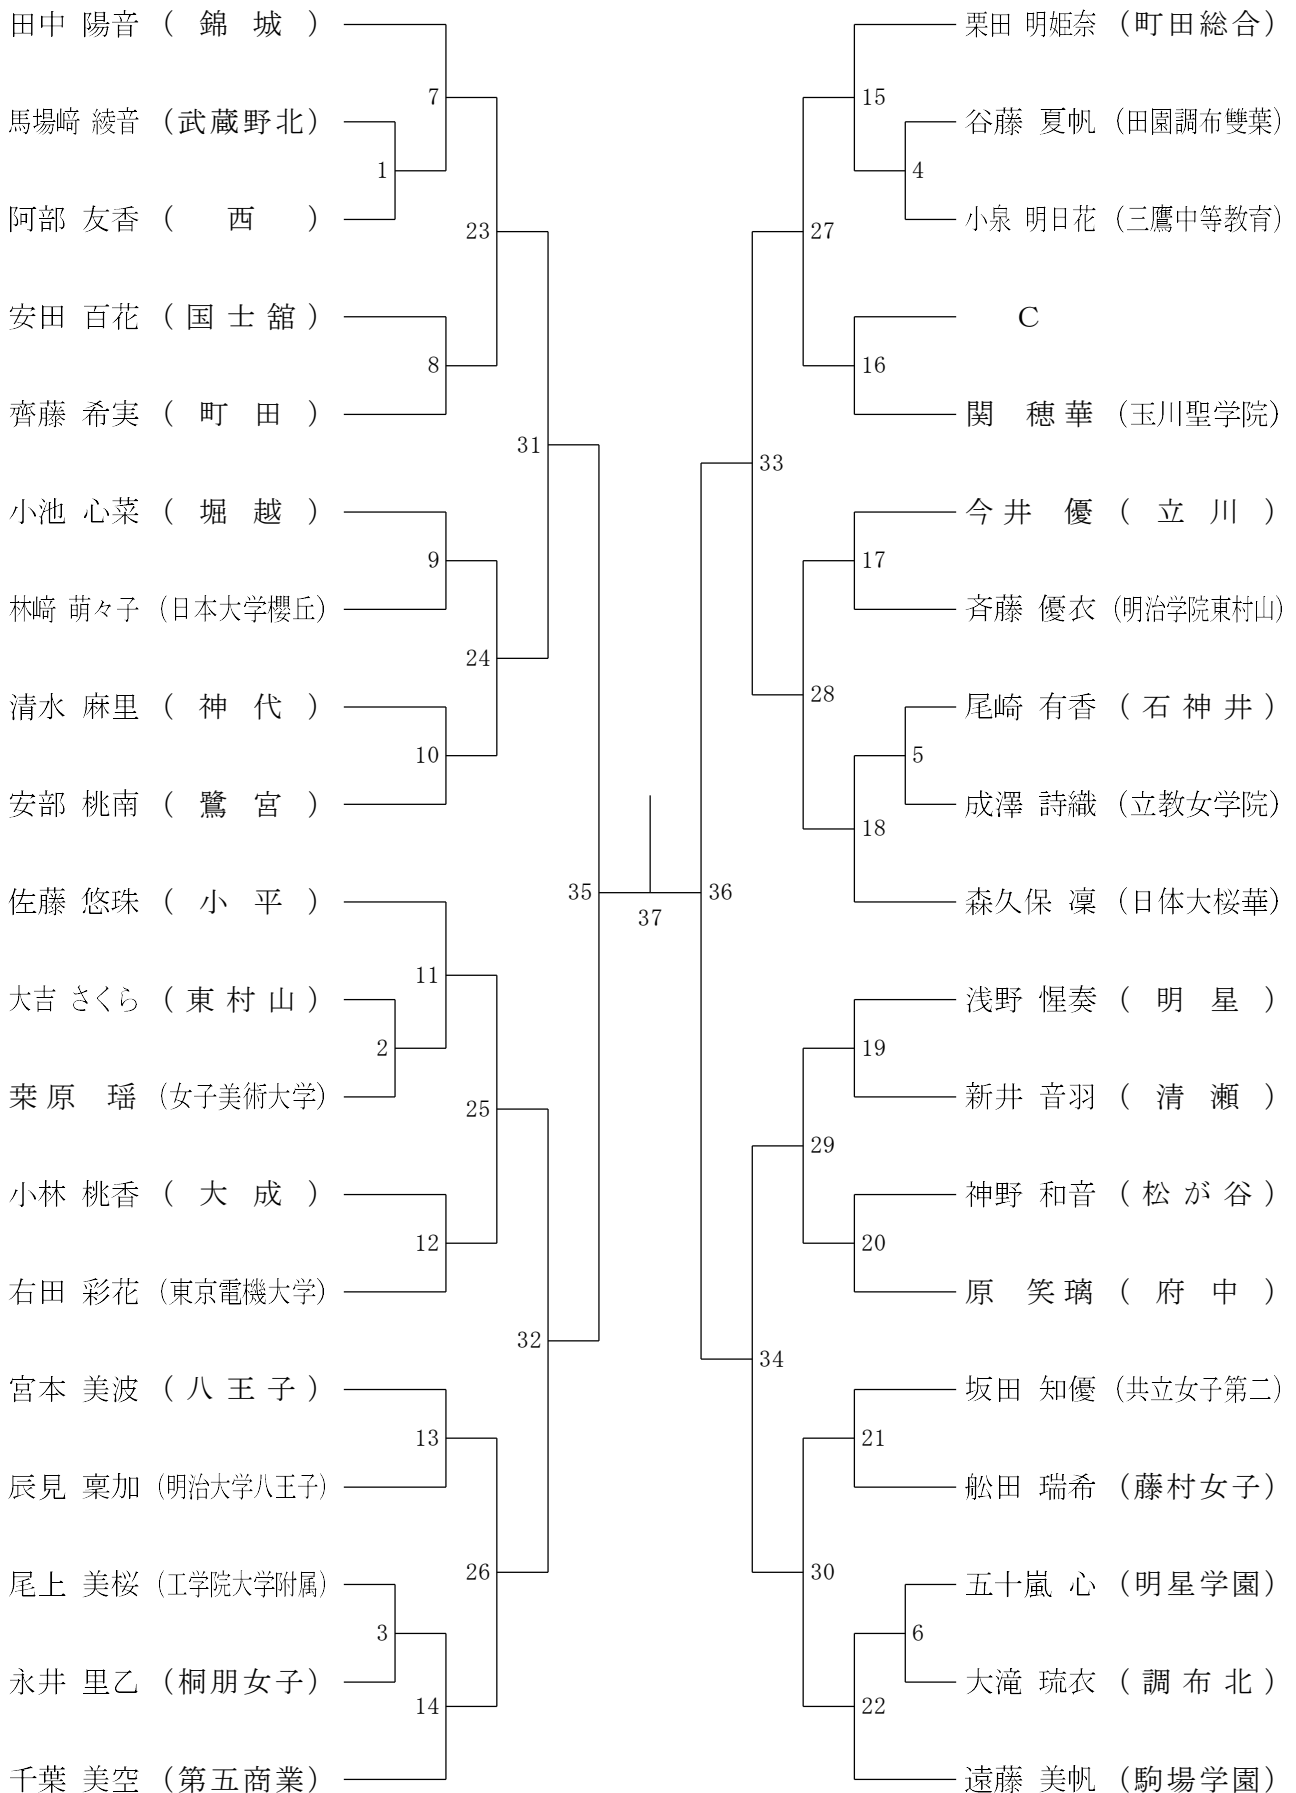 田中 陽音 (錦城)
7
馬場﨑 綾音 (武蔵野北)
1
阿部 友香 (西)
23
安田 百花 (国士舘)
8
齊藤 希実 (町田)
31
小池 心菜 (堀越)
9
林﨑 萌々子 (日本大学櫻丘)
24
清水 麻里 (神代)
10
安部 桃南 (鷺宮)
35
佐藤 悠珠 (小平)
11
大吉 さくら (東村山)
2
桒原 瑶 (女子美術大学)
25
小林 桃香 (大成)
12
右田 彩花 (東京電機大学)
32
宮本 美波 (八王子)
13
辰見 稟加 (明治大学八王子)
26
尾上 美桜 (工学院大学附属)
3
永井 里乙 (桐朋女子)
14
千葉 美空 (第五商業)
37
栗田 明姫奈 (町田総合)
15
谷藤 夏帆 (田園調布雙葉)
4
小泉 明日花 (三鷹中等教育)
27
C
16
関 穂華 (玉川聖学院)
33
今井 優 (立川)
17
斉藤 優衣 (明治学院東村山)
28
尾崎 有香 (石神井)
5
成澤 詩織 (立教女学院)
18
森久保 凜 (日体大桜華)
36
浅野 惺奏 (明星)
19
新井 音羽 (清瀬)
29
神野 和音 (松が谷)
20
原 笑璃 (府中)
34
坂田 知優 (共立女子第二)
21
舩田 瑞希 (藤村女子)
30
五十嵐 心 (明星学園)
6
大滝 琉衣 (調布北)
22
遠藤 美帆 (駒場学園)